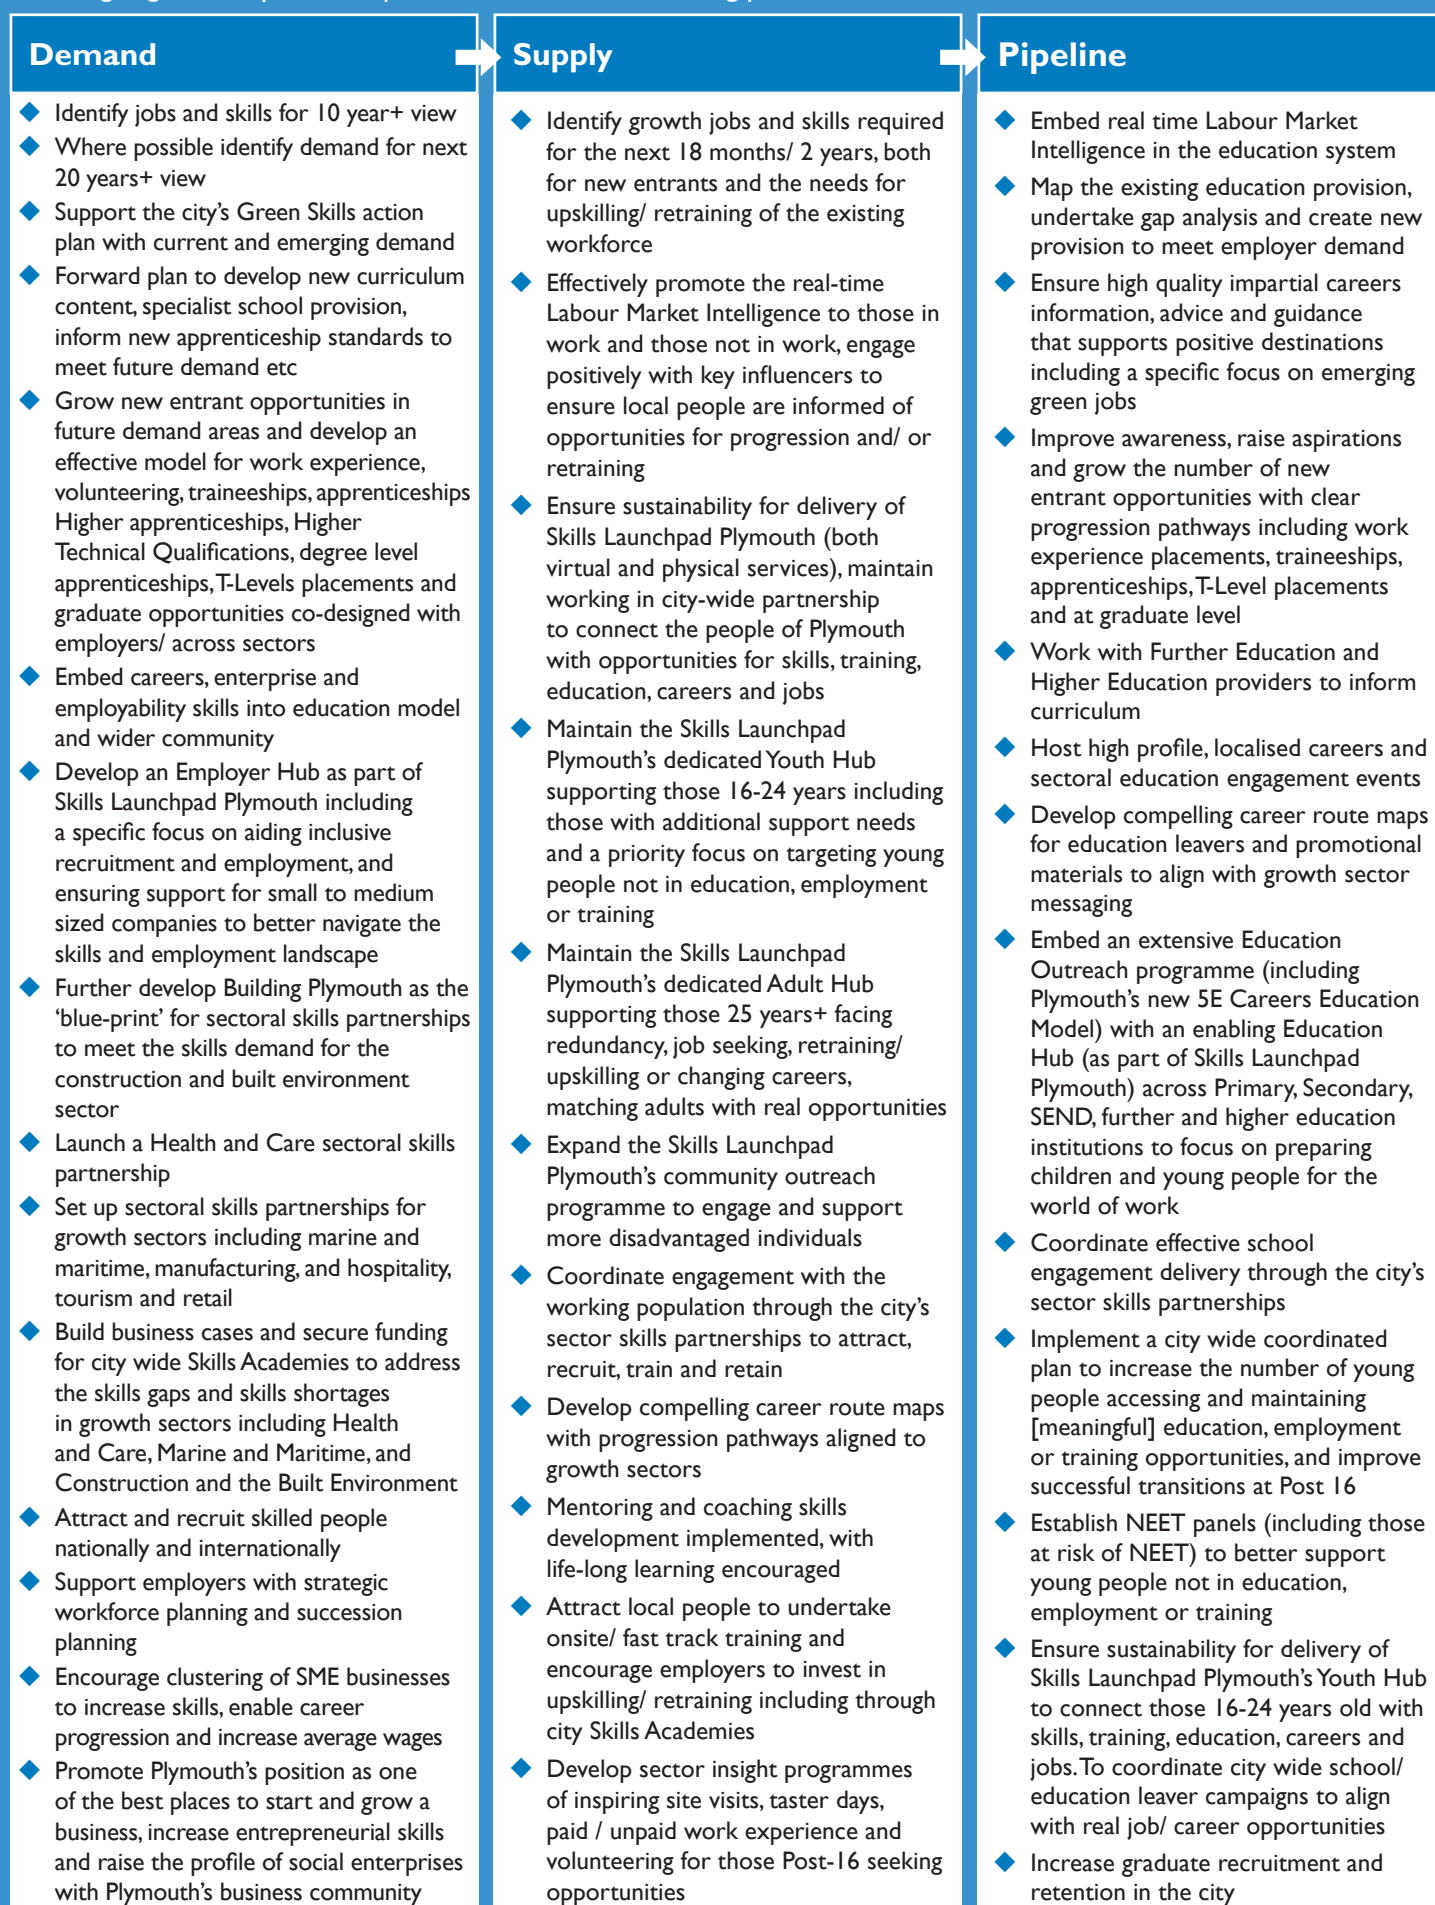 Demand
Identify jobs and skills for 10 year+ view
Where possible identify demand for next
20 years+ view
Support the city's Green Skills action
plan with current and emerging demand
Forward plan to develop new curriculum
content, specialist school provision,
inform new apprenticeship standards to
meet future demand etc
Grow new entrant opportunities in
future demand areas and develop an
effective model for work experience,
volunteering, traineeships, apprenticeships
Higher apprenticeships, Higher
Technical Qualifications, degree level
apprenticeships, T-Levels placements and
graduate opportunities co-designed with
employers/ across sectors
Embed careers, enterprise and
employability skills into education model
and wider community
Develop an Employer Hub as part of
Skills Launchpad Plymouth including
a specific focus on aiding inclusive
recruitment and employment, and
ensuring support for small to medium
sized companies to better navigate the
skills and employment landscape
Further develop Building Plymouth as the
‘blue-print’ for sectoral skills partnerships
to meet the skills demand for the
construction and built environment
sector
Launch a Health and Care sectoral skills
partnership
Set up sectoral skills partnerships for
growth sectors including marine and
maritime, manufacturing, and hospitality,
tourism and retail
Build business cases and secure funding
for city wide Skills Academies to address
the skills gaps and skills shortages
in growth sectors including Health
and Care, Marine and Maritime, and
Construction and the Built Environment
Attract and recruit skilled people
nationally and internationally
Support employers with strategic
workforce planning and succession
planning
Encourage clustering of SME businesses
to increase skills, enable career
progression and increase average wages
Promote Plymouth's position as one
of the best places to start and grow a
business, increase entrepreneurial skills
and raise the profile of social enterprises
with Plymouth's business community
Supply
Identify growth jobs and skills required
for the next 18 months/ 2 years, both
for new entrants and the needs for
upskilling/ retraining of the existing
workforce
Effectively promote the real-time
Labour Market Intelligence to those in
work and those not in work, engage
positively with key influencers to
ensure local people are informed of
opportunities for progression and/ or
retraining
Ensure sustainability for delivery of
Skills Launchpad Plymouth (both
virtual and physical services), maintain
working in city-wide partnership
to connect the people of Plymouth
with opportunities for skills, training,
education, careers and jobs
Maintain the Skills Launchpad
Plymouth's dedicated Youth Hub
supporting those 16-24 years including
those with additional support needs
and a priority focus on targeting young
people not in education, employment
or training
Maintain the Skills Launchpad
Plymouth's dedicated Adult Hub
supporting those 25 years+ facing
redundancy, job seeking, retraining/
upskilling or changing careers,
matching adults with real opportunities
Expand the Skills Launchpad
Plymouth's community outreach
programme to engage and support
more disadvantaged individuals
Coordinate engagement with the
working population through the city's
sector skills partnerships to attract,
recruit, train and retain
Develop compelling career route maps
with progression pathways aligned to
growth sectors
Mentoring and coaching skills
development implemented, with
life-long learning encouraged
Attract local people to undertake
onsite/ fast track training and
encourage employers to invest in
upskilling/ retraining including through
city Skills Academies
Develop sector insight programmes
of inspiring site visits, taster days,
paid / unpaid work experience and
volunteering for those Post-16 seeking
opportunities
Pipeline
Embed real time Labour Market
Intelligence in the education system
Map the existing education provision,
undertake gap analysis and create new
provision to meet employer demand
Ensure high quality impartial careers
information, advice and guidance
that supports positive destinations
including a specific focus on emerging
green jobs
Improve awareness, raise aspirations
and grow the number of new
entrant opportunities with clear
progression pathways including work
experience placements, traineeships,
apprenticeships, T-Level placements
and at graduate level
Work with Further Education and
Higher Education providers to inform
curriculum
Host high profile, localised careers and
sectoral education engagement events
Develop compelling career route maps
for education leavers and promotional
materials to align with growth sector
messaging
Embed an extensive Education
Outreach programme (including
Plymouth's new 5E Careers Education
Model) with an enabling Education
Hub (as part of Skills Launchpad
Plymouth) across Primary, Secondary,
SEND, further and higher education
institutions to focus on preparing
children and young people for the
world of work
Coordinate effective school
engagement delivery through the city's
sector skills partnerships
Implement a city wide coordinated
plan to increase the number of young
people accessing and maintaining
[meaningful] education, employment
or training opportunities, and improve
successful transitions at Post 16
Establish NEET panels (including those
at risk of NEET) to better support
young people not in education,
employment or training
Ensure sustainability for delivery of
Skills Launchpad Plymouth's Youth Hub
to connect those 16-24 years old with
skills, training, education, careers and
jobs. To coordinate city wide school/
education leaver campaigns to align
with real job/ career opportunities
Increase graduate recruitment and
retention in the city